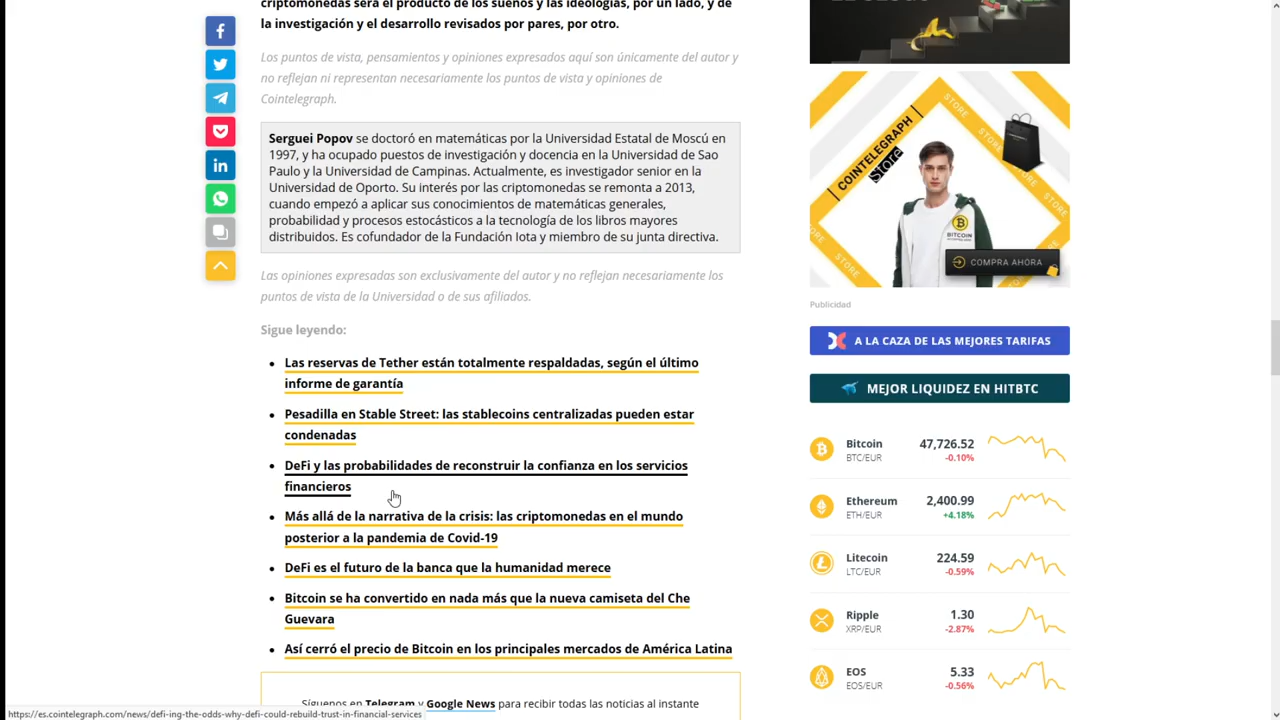 criptomonedas será el producto de los sueños y las ideologías, por un lado, y de
la investigación y el desarrollo revisados por pares, por otro.
Los puntos de vista, pensamientos y opiniones expresados aquí son únicamente del autor y
no reflejan ni representan necesariamente los puntos de vista y opiniones de
Cointelegraph.
Serguei Popov se doctoró en matemáticas por la Universidad Estatal de Moscú en
1997, y ha ocupado puestos de investigación y docencia en la Universidad de Sao
Paulo y la Universidad de Campinas. Actualmente, es investigador senior en la
Universidad de Oporto. Su interés por las criptomonedas se remonta a 2013,
cuando empezó a aplicar sus conocimientos de matemáticas generales,
probabilidad y procesos estocásticos a la tecnología de los libros mayores
distribuidos. Es cofundador de la Fundación Iota y miembro de su junta directiva.
Las opiniones expresadas son exclusivamente del autor y no reflejan necesariamente los
puntos de vista de la Universidad o de sus afiliados.
Sigue leyendo:
Las reservas de Tether están totalmente respaldadas, según el último
informe de garantía
Pesadilla en Stable Street: las stablecoins centralizadas pueden estar
condenadas
DeFi y las probabilidades de reconstruir la confianza en los servicios
financieros
Más allá de la narrativa de la crisis: las criptomonedas en el mundo
posterior a la pandemia de Covid-19
DeFi es el futuro de la banca que la humanidad merece
Bitcoin se ha convertido en nada más que la nueva camiseta del Che
Guevara
Así cerró el precio de Bitcoin en los principales mercados de América Latina
Síguenos en Telegram y Google News para recibir todas las noticias al instante
COINTELEGRAPH
Store
STORE
STORE
STORE
STORE
BITCOIN
COMPRA AHORA
Publicidad
A LA CAZA DE LAS MEJORES TARIFAS
MEJOR LIQUIDEZ EN HITBTC
Bitcoin 47,726.52
BTC/EUR -0.10%
Ethereum 2,400.99
ETH/EUR +4.18%
Litecoin 224.59
LTC/EUR -0.59%
Ripple 1.30
XRP/EUR -2.87%
EOS 5.33
EOS/EUR -0.56%
https://es.cointelegraph.com/news/defi-ing-the-odds-why-defi-could-rebuild-trust-in-financial-services